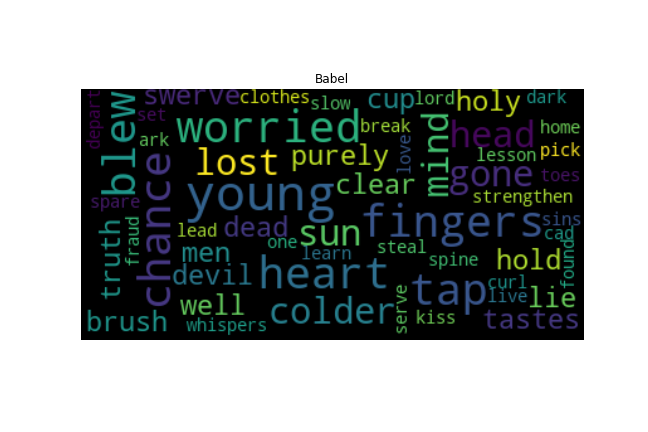 Babel
depart
blew
swerve
clothes
slow
cup
lord
holy
dark
set
ark
worried
break
love
mind
head
home
lost
purely
clear
lesson
pick
gone
toes
spare
chance
young
strengthen
truth
fraud
lead
dead
one
sun
fingers
sins
cad
found
men
learn
steal
spine
hold
devil
heart
tap
curl
live
lie
well
brush
whispers
colder
serve
kiss
tastes